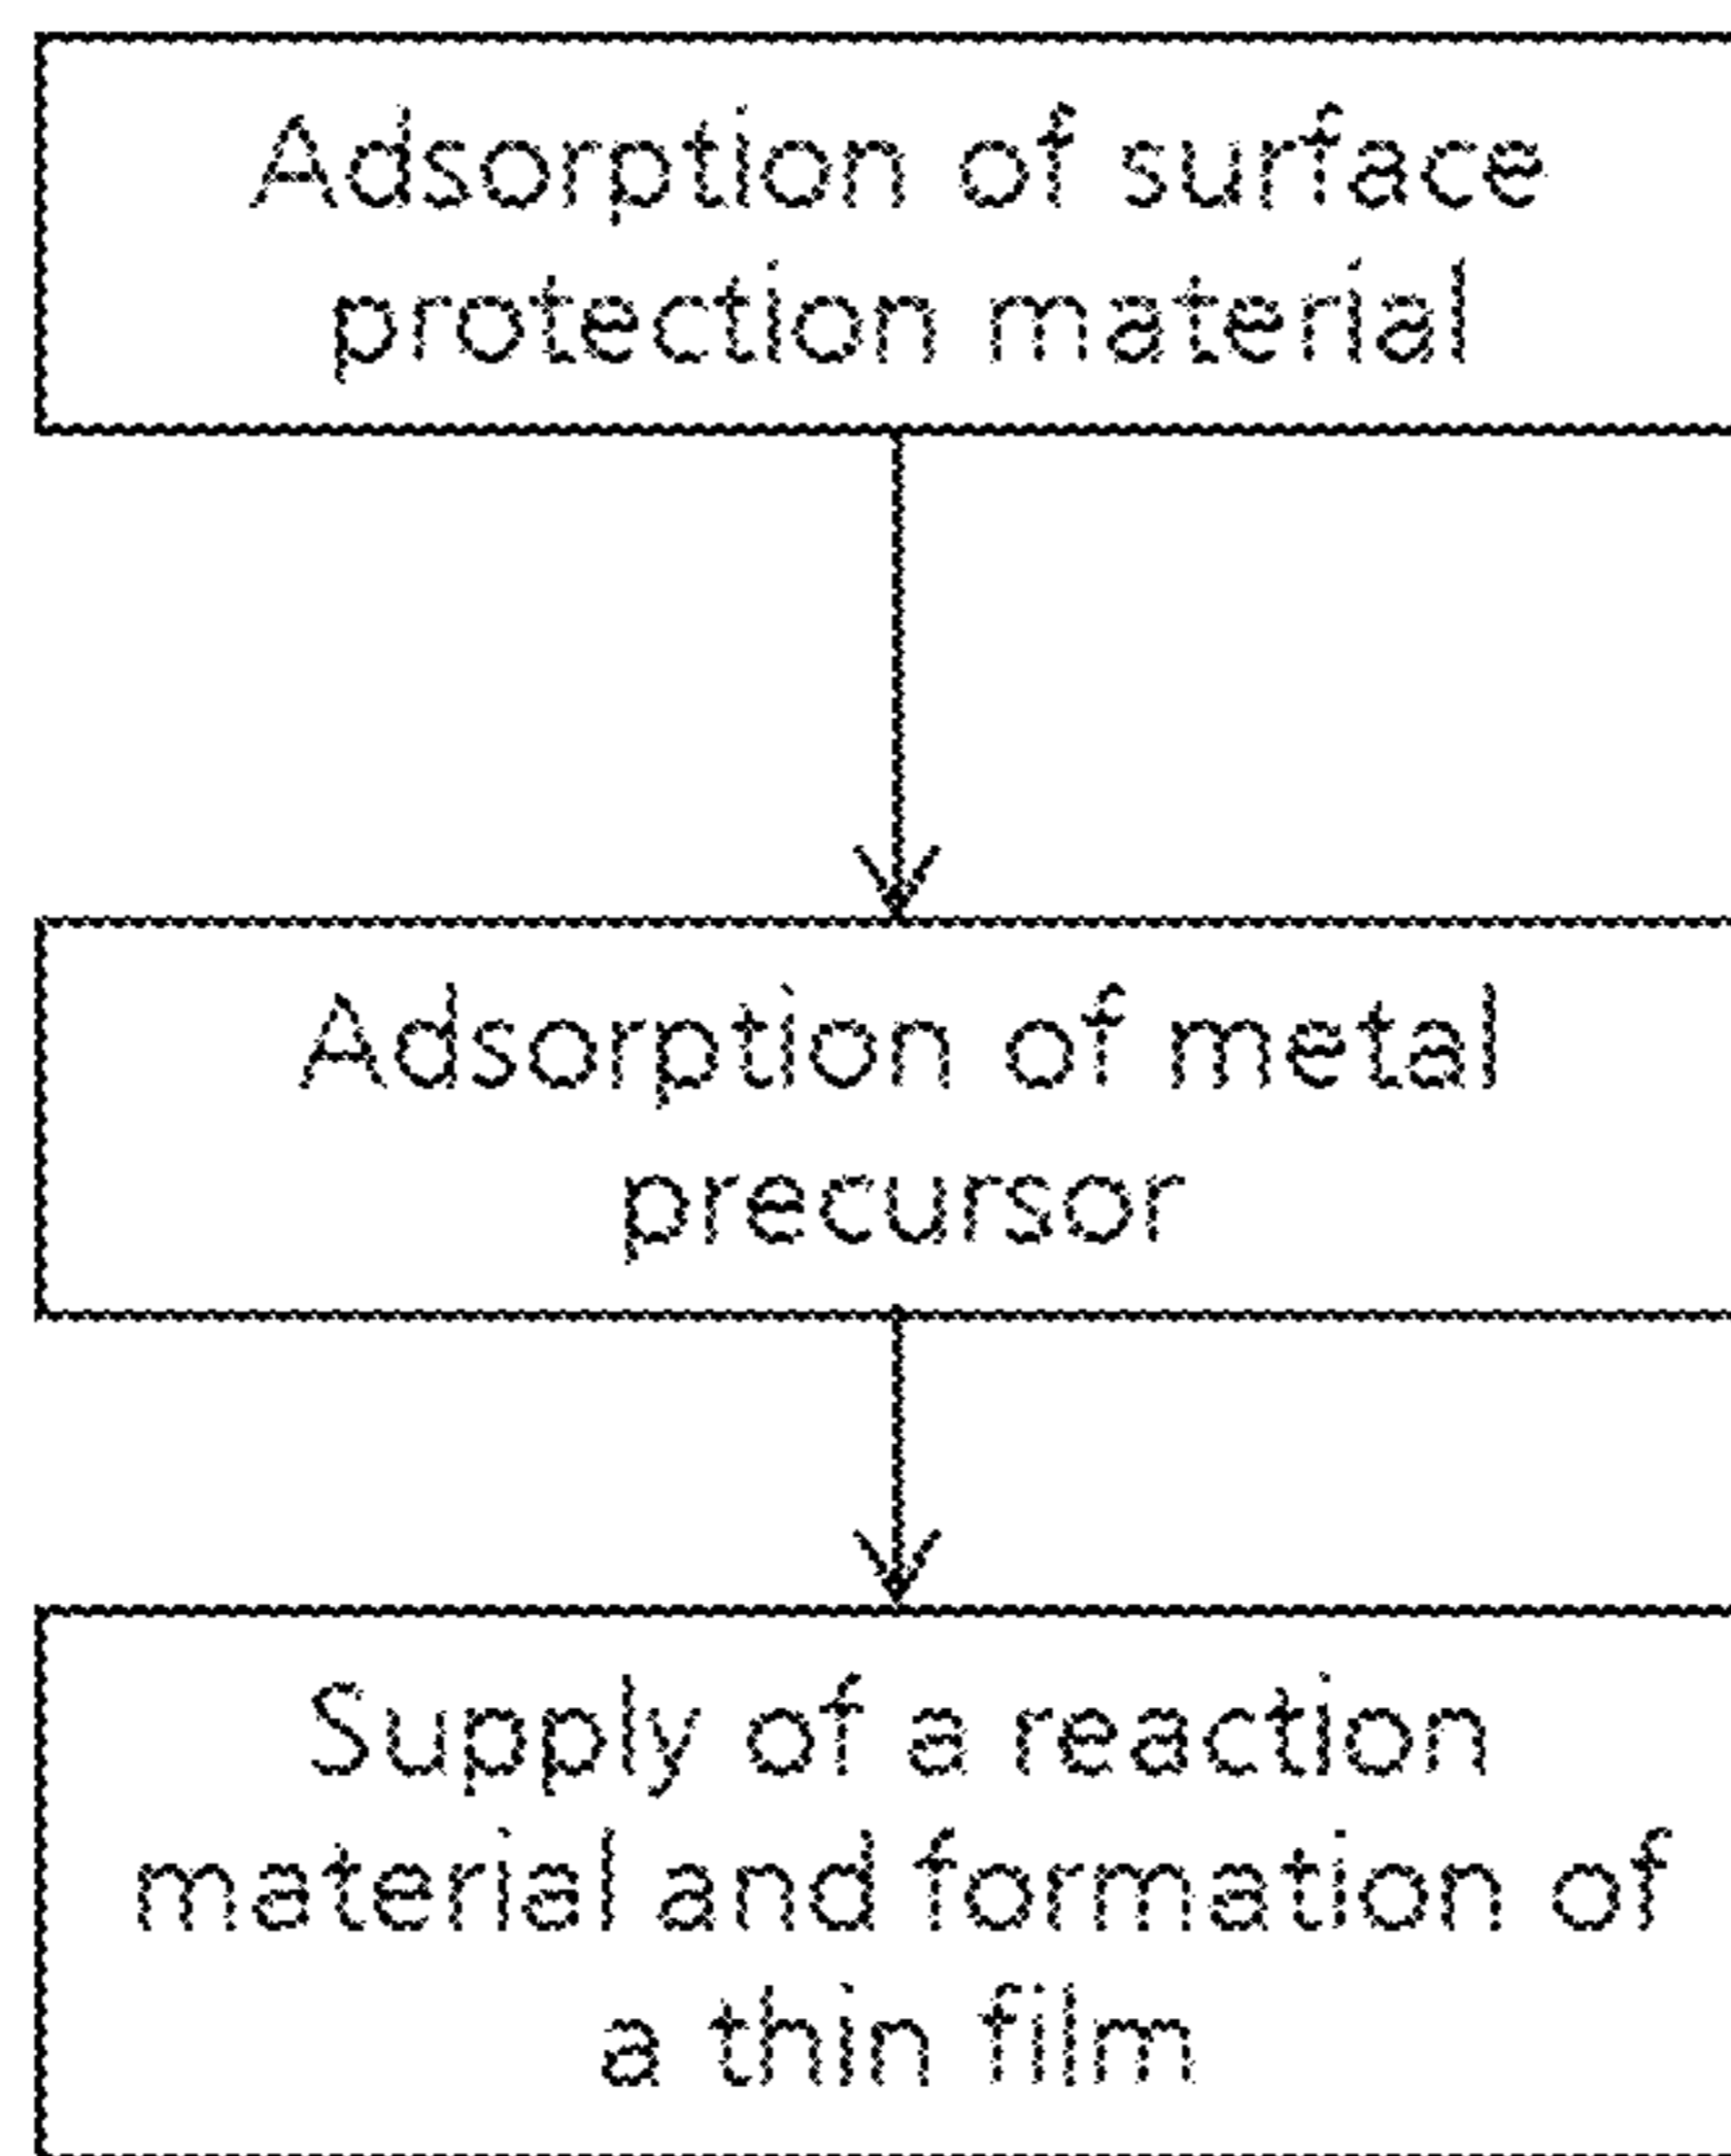 Adsorption of surface
protection material
Adsorption of metal
precursor
Supply of a reaction
material and formation of
a thin film